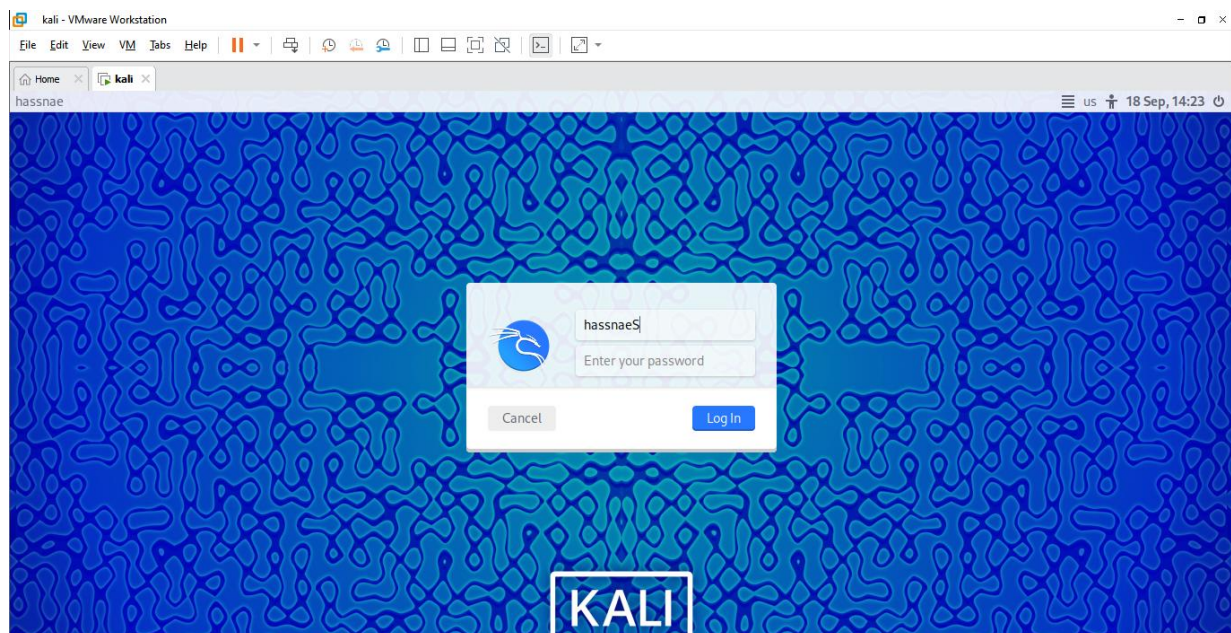 kali - VMware Workstation
File Edit View VM Tabs Help
Home kali
hassnae us 18 Sep, 14:23
hassnaeS
Enter your password
Cancel Log In
KALI